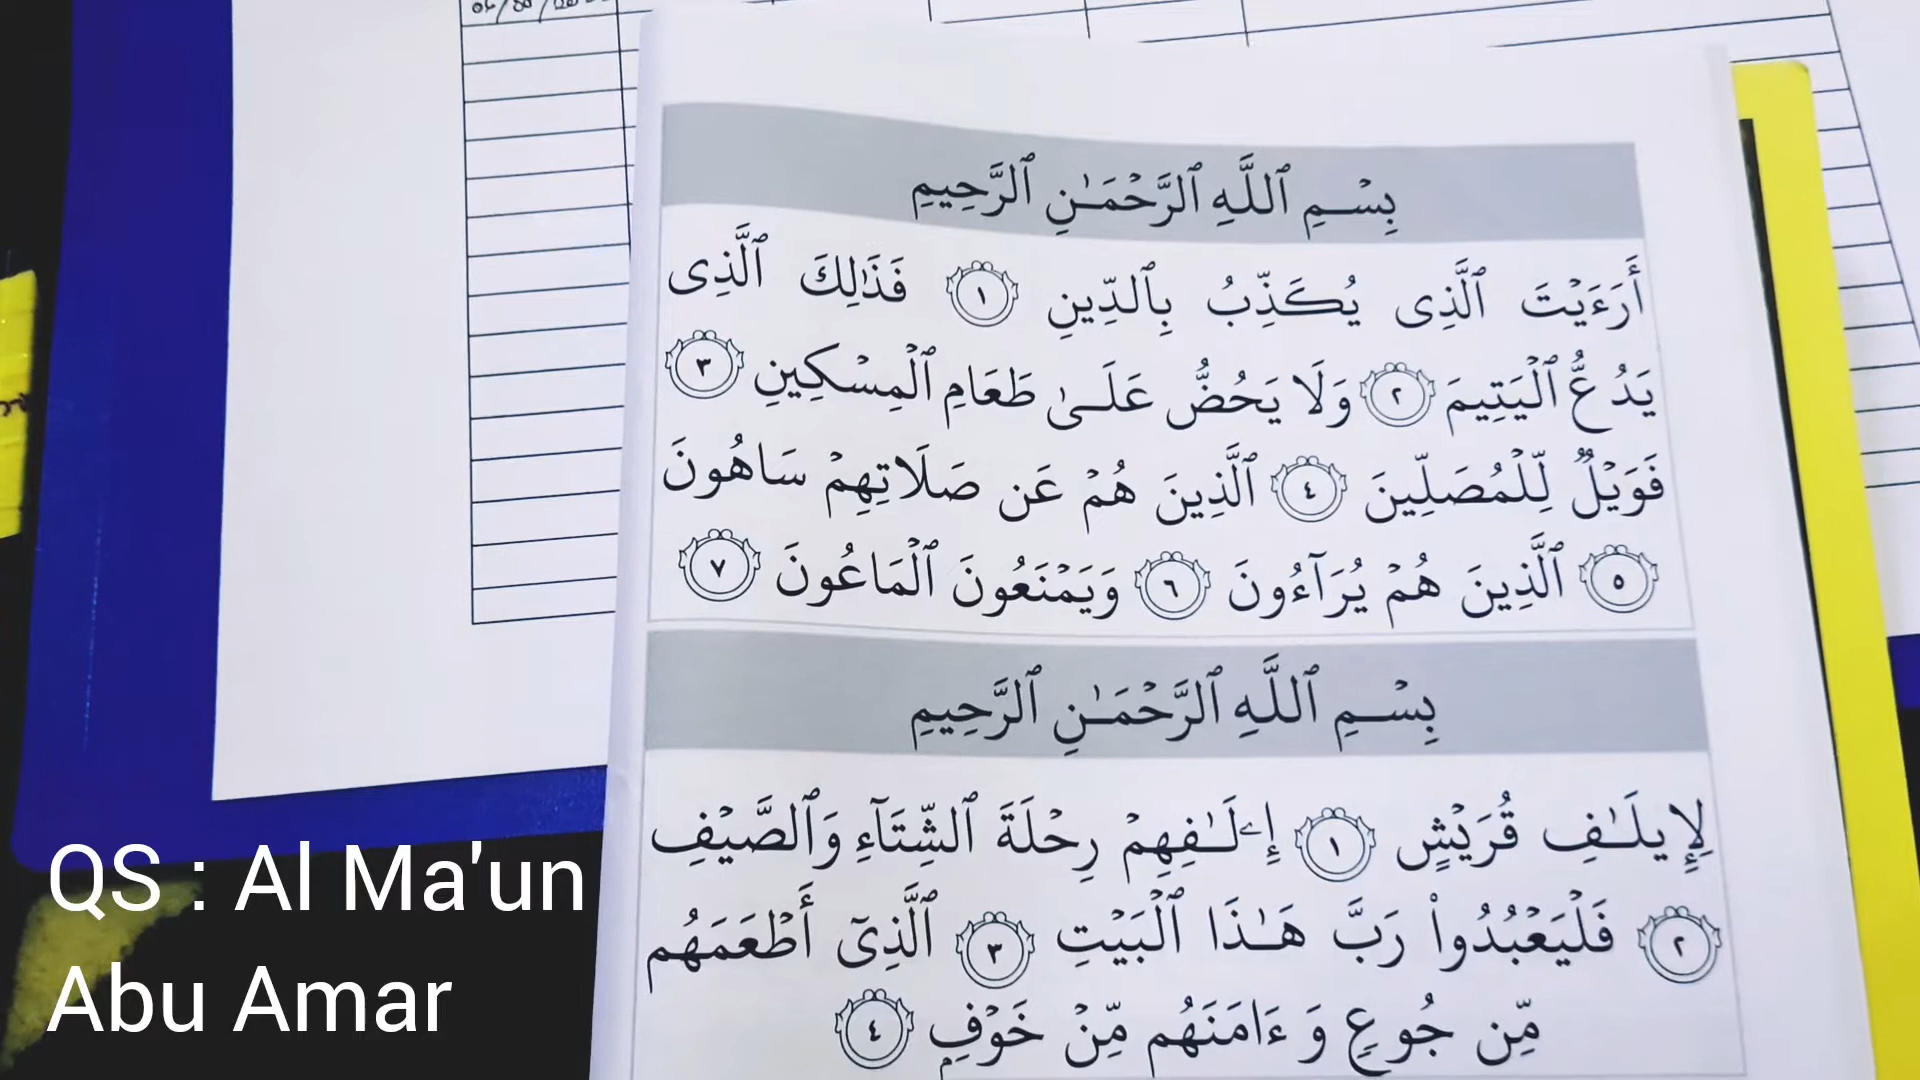 بِسْمِ ٱللَّهِ ٱلرَّحْمَـٰنِ ٱلرَّحِيمِ
أَرَءَيْتَ ٱلَّذِى يُكَذِّبُ بِٱلدِّينِ ١ فَذَٰلِكَ ٱلَّذِى
يَدُعُّ ٱلْيَتِيمَ ٢ وَلَا يَحُضُّ عَلَىٰ طَعَامِ ٱلْمِسْكِينِ ٣
فَوَيْلٌ لِّلْمُصَلِّينَ ٤ ٱلَّذِينَ هُمْ عَن صَلَاتِهِمْ سَاهُونَ
٥ ٱلَّذِينَ هُمْ يُرَآءُونَ ٦ وَيَمْنَعُونَ ٱلْمَاعُونَ ٧
بِسْمِ ٱللَّهِ ٱلرَّحْمَـٰنِ ٱلرَّحِيمِ
لِإِيلَـٰفِ قُرَيْشٍ ١ إِۦلَـٰفِهِمْ رِحْلَةَ ٱلشِّتَآءِ وَٱلصَّيْفِ
٢ فَلْيَعْبُدُوا۟ رَبَّ هَـٰذَا ٱلْبَيْتِ ٣ ٱلَّذِىٓ أَطْعَمَهُم
مِّن جُوعٍ وَءَامَنَهُم مِّنْ خَوْفٍۭ ٤
QS : Al Ma'un
Abu Amar